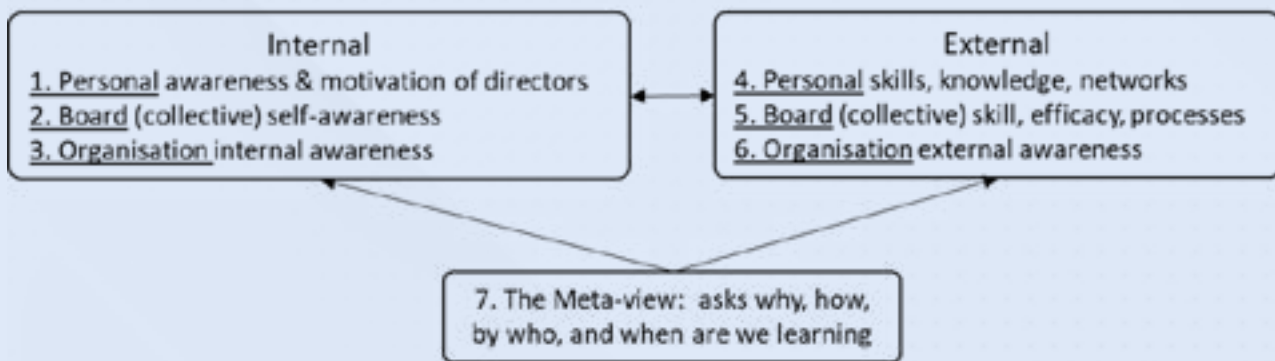 Internal
1. Personal awareness & motivation of directors
2. Board (collective) self-awareness
3. Organisation internal awareness
External
4. Personal skills, knowledge, networks
5. Board (collective) skill, efficacy, processes
6. Organisation external awareness
7. The Meta-view: asks why, how,
by who, and when are we learning